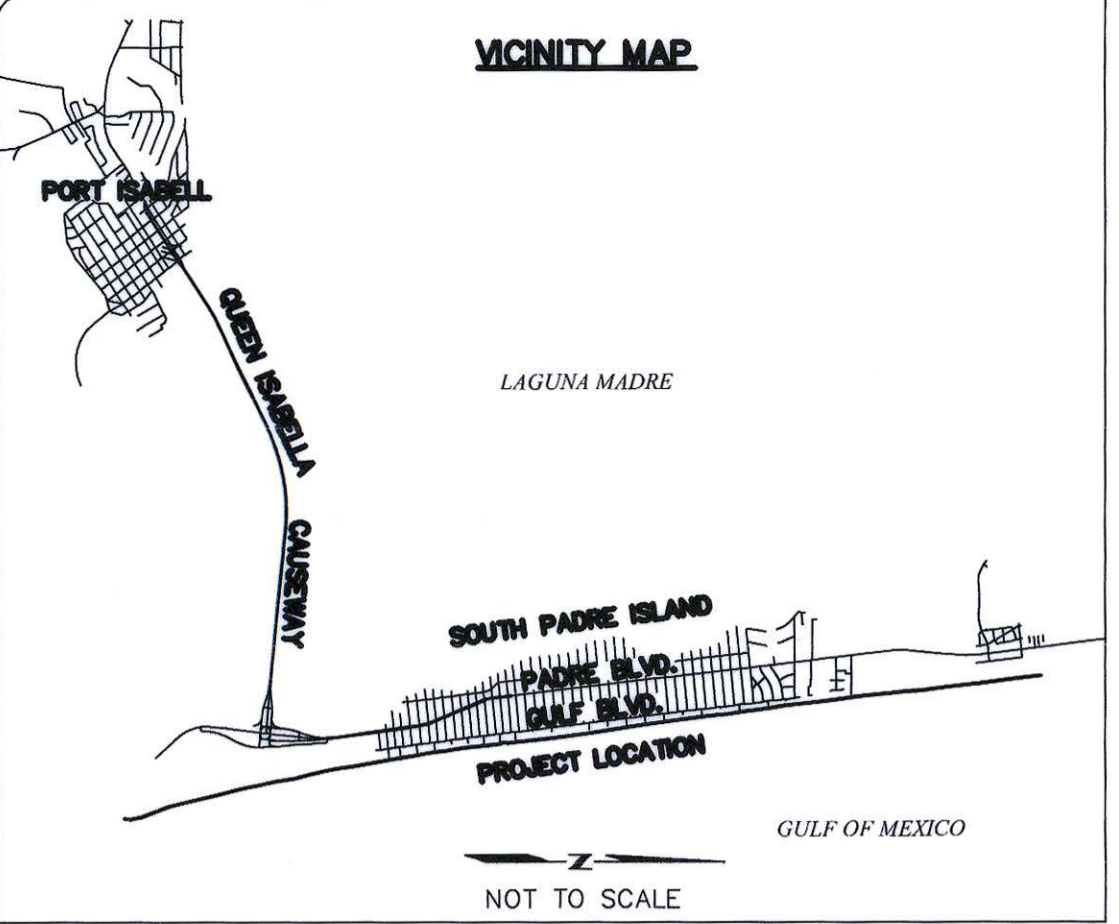 VICINITY MAP
PORT ISABELL
QUEEN ISABELLA CAUSEWAY
LAGUNA MADRE
SOUTH PADRE ISLAND
PADRE BLVD.
GULF BLVD.
PROJECT LOCATION
GULF OF MEXICO
Z
NOT TO SCALE